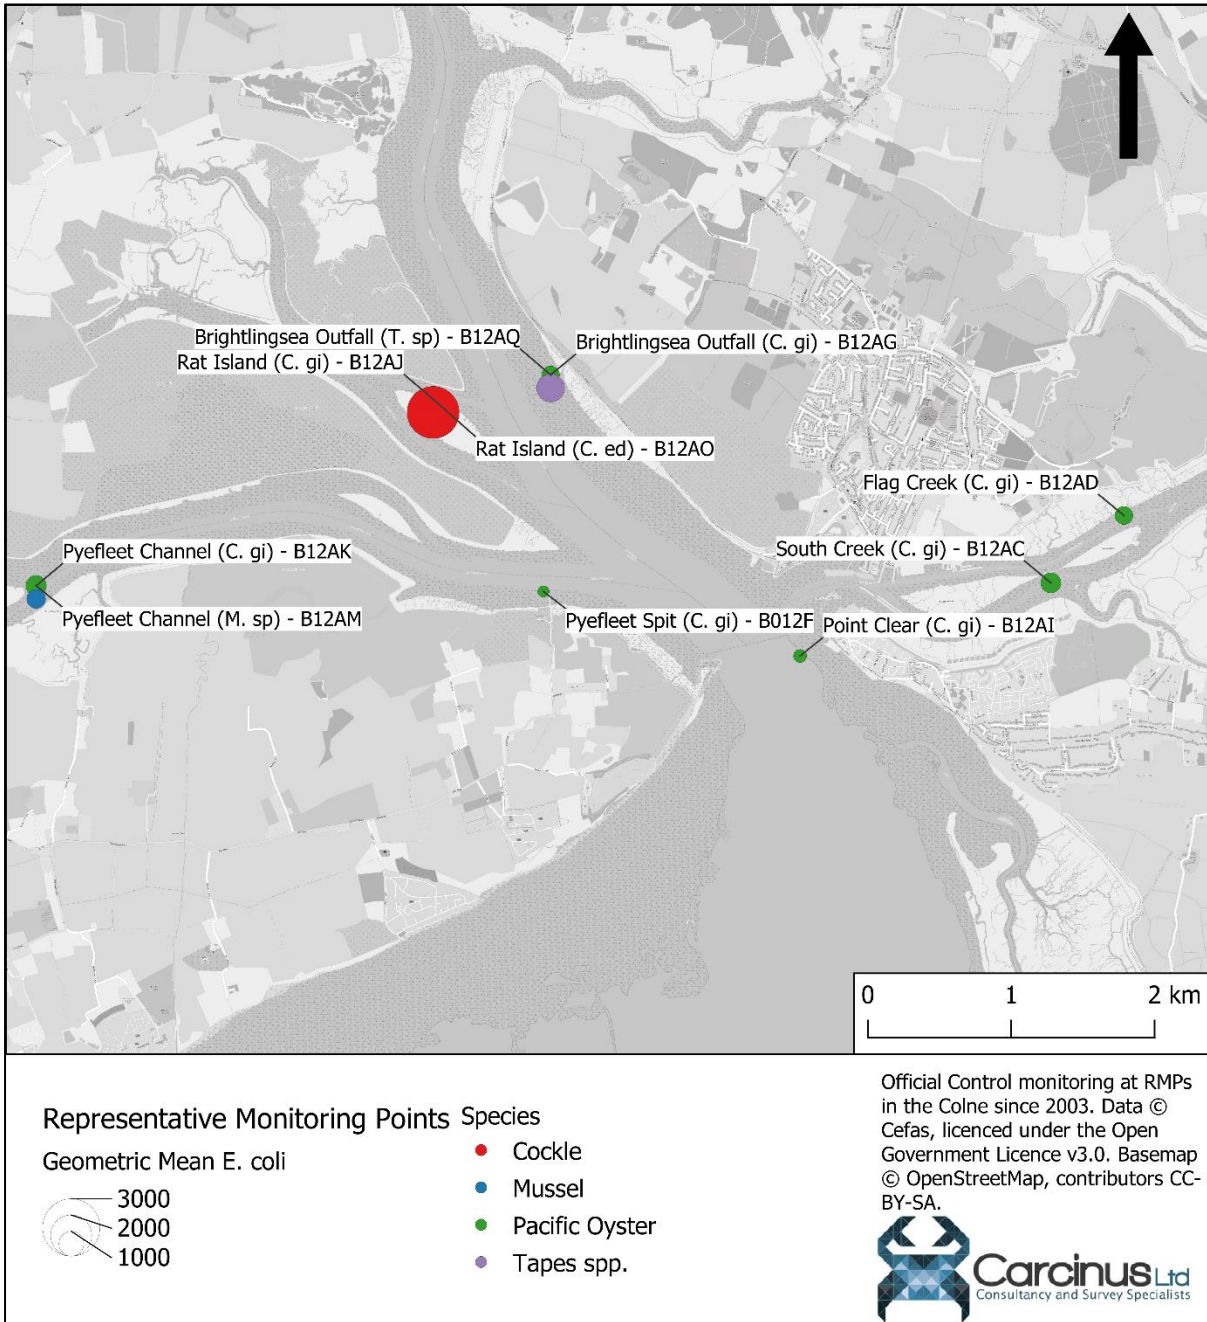 Brightlingsea Outfall (T. sp) - B12AQ
Brightlingsea Outfall (C. gi) - B12AG
Rat Island (C. gi) - B12AJ
Rat Island (C. ed) - B12AO
Flag Creek (C. gi) - B12AD
South Creek (C. gi) - B12AC
Pyefleet Channel (C. gi) - B12AK
Pyefleet Channel (M. sp) - B12AM
Pyefleet Spit (C. gi) - B012F
Point Clear (C. gi) - B12AI
0 1 2 km
Representative Monitoring Points
Geometric Mean E. coli
3000
2000
1000
Species
Cockle
Mussel
Pacific Oyster
Tapes spp.
Official Control monitoring at RMPs
in the Colne since 2003. Data ©
Cefas, licenced under the Open
Government Licence v3.0. Basemap
© OpenStreetMap, contributors CC-
BY-SA.
Carcinus Ltd
Consultancy and Survey Specialists